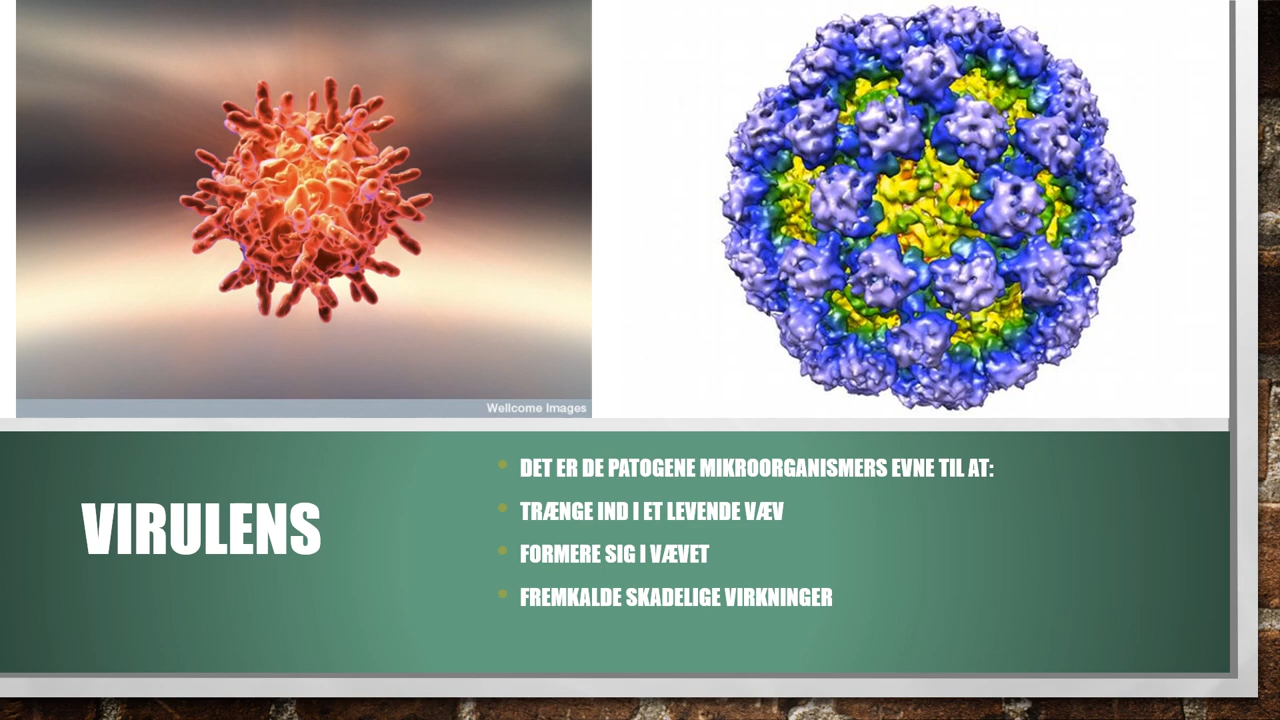 Wellcome Images
VIRULENS
DET ER DE PATOGENE MIKROORGANISMERS EVNE TIL AT:
TRÆNGE IND I ET LEVENDE VÆV
FORMERE SIG I VÆVET
FREMKALDE SKADELIGE VIRKNINGER